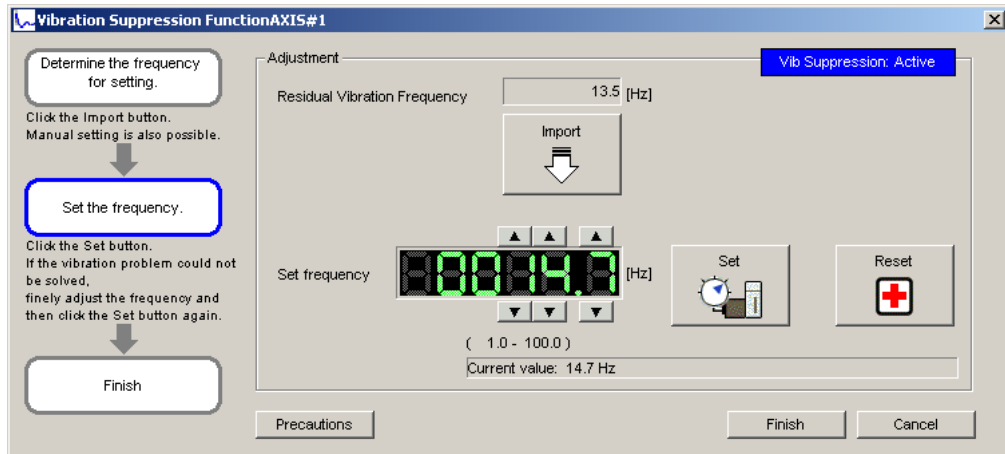 Vibration Suppression FunctionAXIS#1
Determine the frequency
for setting.
Click the Import button.
Manual setting is also possible.
Set the frequency.
Click the Set button.
If the vibration problem could not
be solved,
finely adjust the frequency and
then click the Set button again.
Finish
Adjustment
Vib Suppression: Active
Residual Vibration Frequency
13.5 [Hz]
Import
Set frequency
0014.7 [Hz]
Set
Reset
( 1.0 - 100.0 )
Current value: 14.7 Hz
Precautions
Finish
Cancel